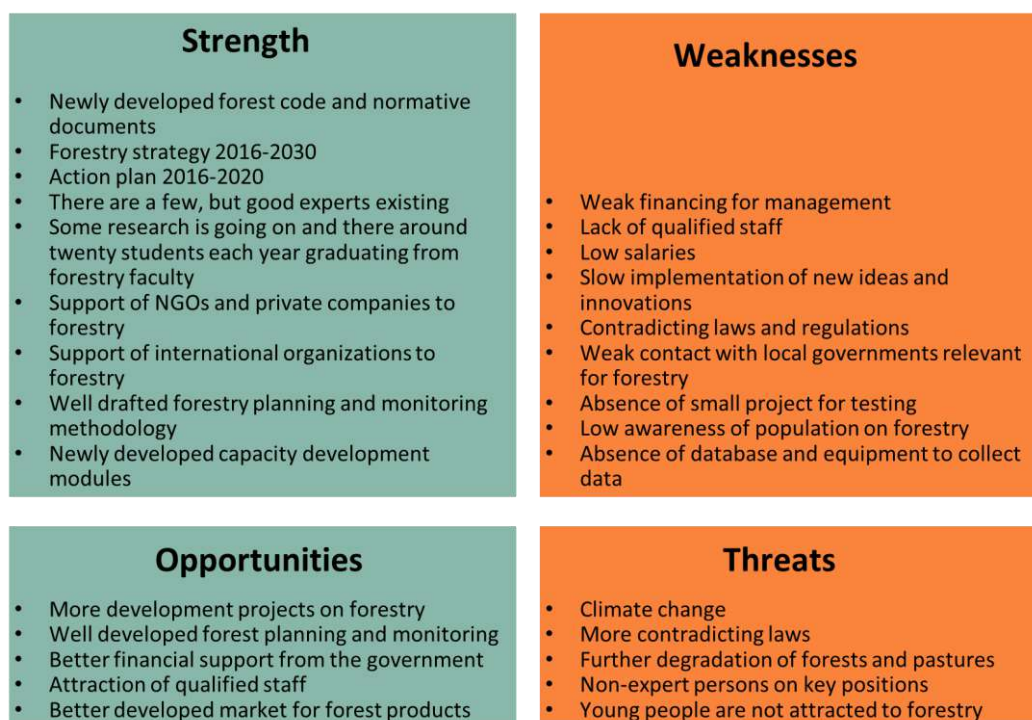 Strength
• Newly developed forest code and normative
documents
• Forestry strategy 2016-2030
• Action plan 2016-2020
• There are a few, but good experts existing
• Some research is going on and there around
twenty students each year graduating from
forestry faculty
• Support of NGOs and private companies to
forestry
• Support of international organizations to
forestry
• Well drafted forestry planning and monitoring
methodology
• Newly developed capacity development
modules
Weaknesses
• Weak financing for management
• Lack of qualified staff
• Low salaries
• Slow implementation of new ideas and
innovations
• Contradicting laws and regulations
• Weak contact with local governments relevant
for forestry
• Absence of small project for testing
• Low awareness of population on forestry
• Absence of database and equipment to collect
data
Opportunities
• More development projects on forestry
• Well developed forest planning and monitoring
• Better financial support from the government
• Attraction of qualified staff
• Better developed market for forest products
Threats
• Climate change
• More contradicting laws
• Further degradation of forests and pastures
• Non-expert persons on key positions
• Young people are not attracted to forestry